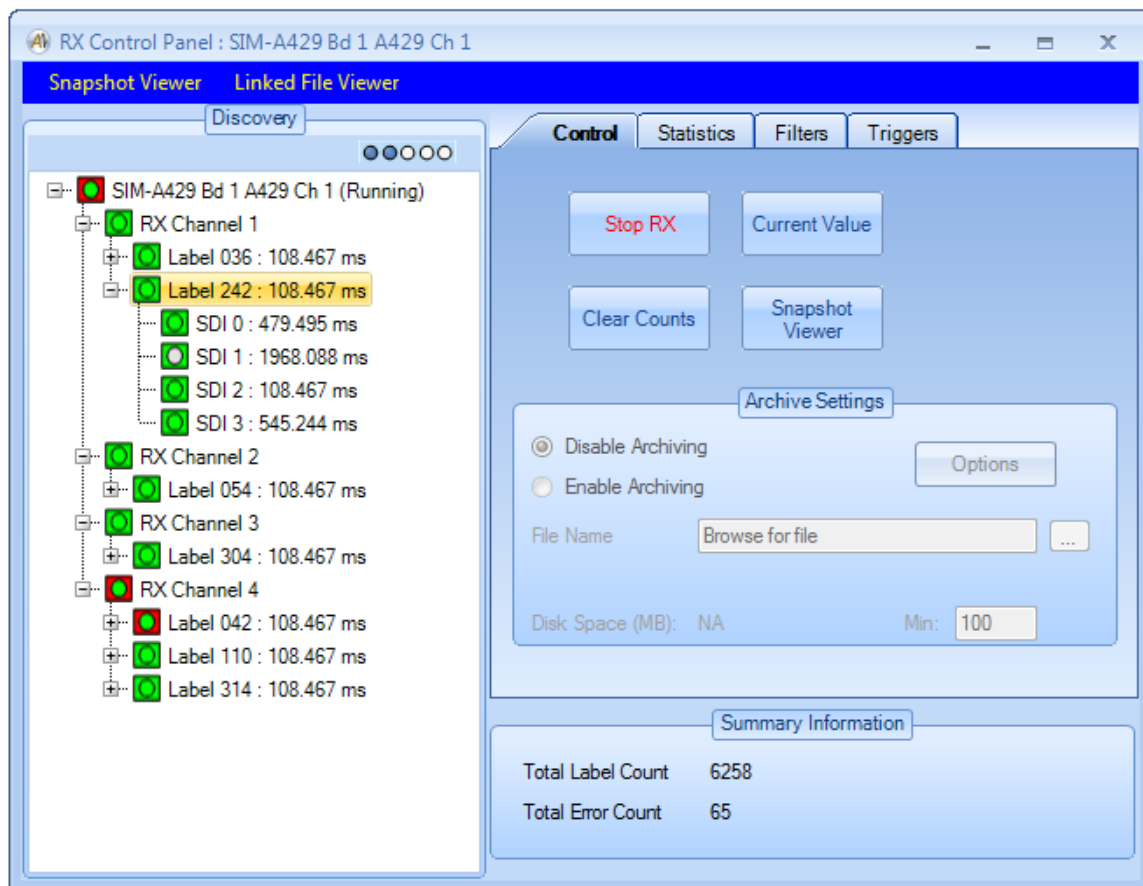 RX Control Panel : SIM-A429 Bd 1 A429 Ch 1
Snapshot Viewer Linked File Viewer
Discovery
SIM-A429 Bd 1 A429 Ch 1 (Running)
RX Channel 1
Label 036 : 108.467 ms
Label 242 : 108.467 ms
SDI 0 : 479.495 ms
SDI 1 : 1968.088 ms
SDI 2 : 108.467 ms
SDI 3 : 545.244 ms
RX Channel 2
Label 054 : 108.467 ms
RX Channel 3
Label 304 : 108.467 ms
RX Channel 4
Label 042 : 108.467 ms
Label 110 : 108.467 ms
Label 314 : 108.467 ms
Control Statistics Filters Triggers
Stop RX Current Value
Clear Counts Snapshot
Viewer
Archive Settings
Disable Archiving
Options
Enable Archiving
File Name Browse for file ...
Disk Space (MB): NA Min: 100
Summary Information
Total Label Count 6258
Total Error Count 65